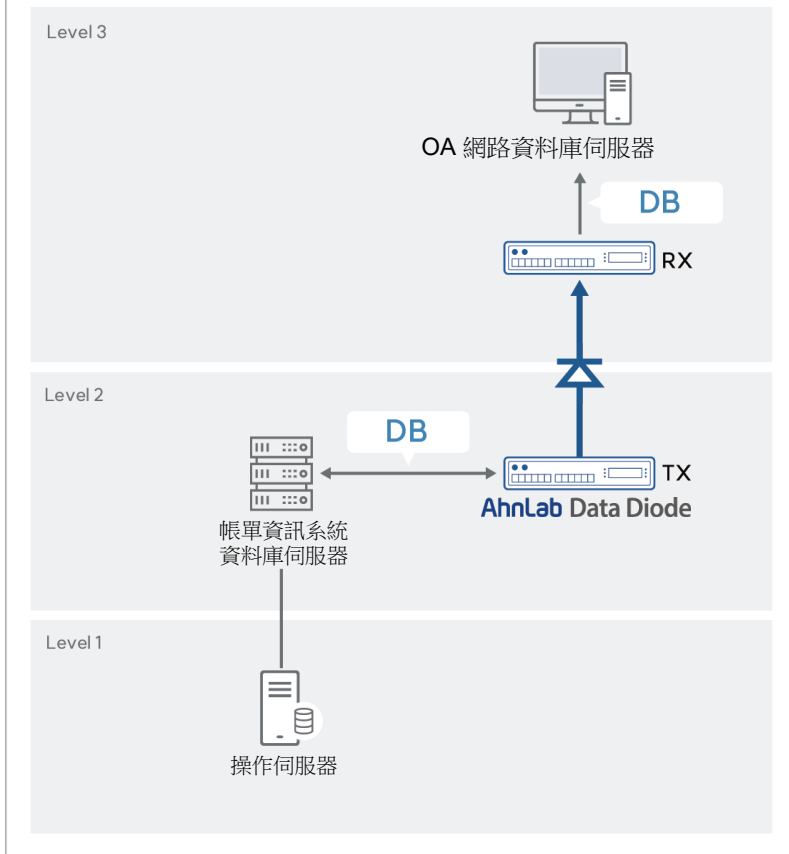 Level 3
OA 網路資料庫伺服器
DB
RX
Level 2
DB
TX
AhnLab Data Diode
帳單資訊系統
資料庫伺服器
Level 1
操作伺服器